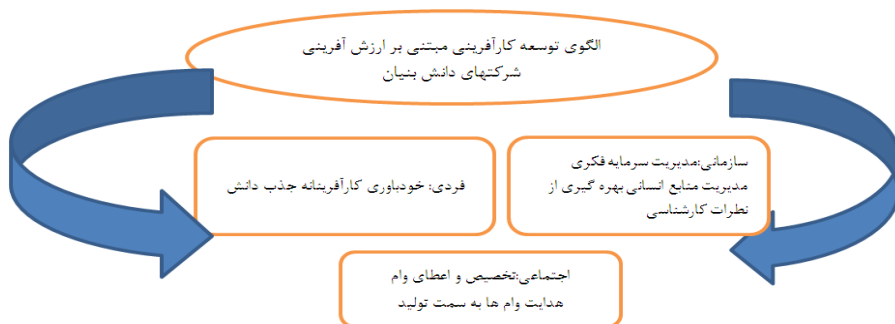 الگوی توسعه کارآفرینی مبتنی بر ارزش آفرینی
شرکتهای دانش بنیان
سازمانی:مدیریت سرمایه فکری
مدیریت منابع انسانی بهره گیری از
نظرات کارشناسی
فردی: خودباوری کارآفرینانه جذب دانش
اجتماعی:تخصیص و اعطای وام
هدایت وام ها به سمت تولید